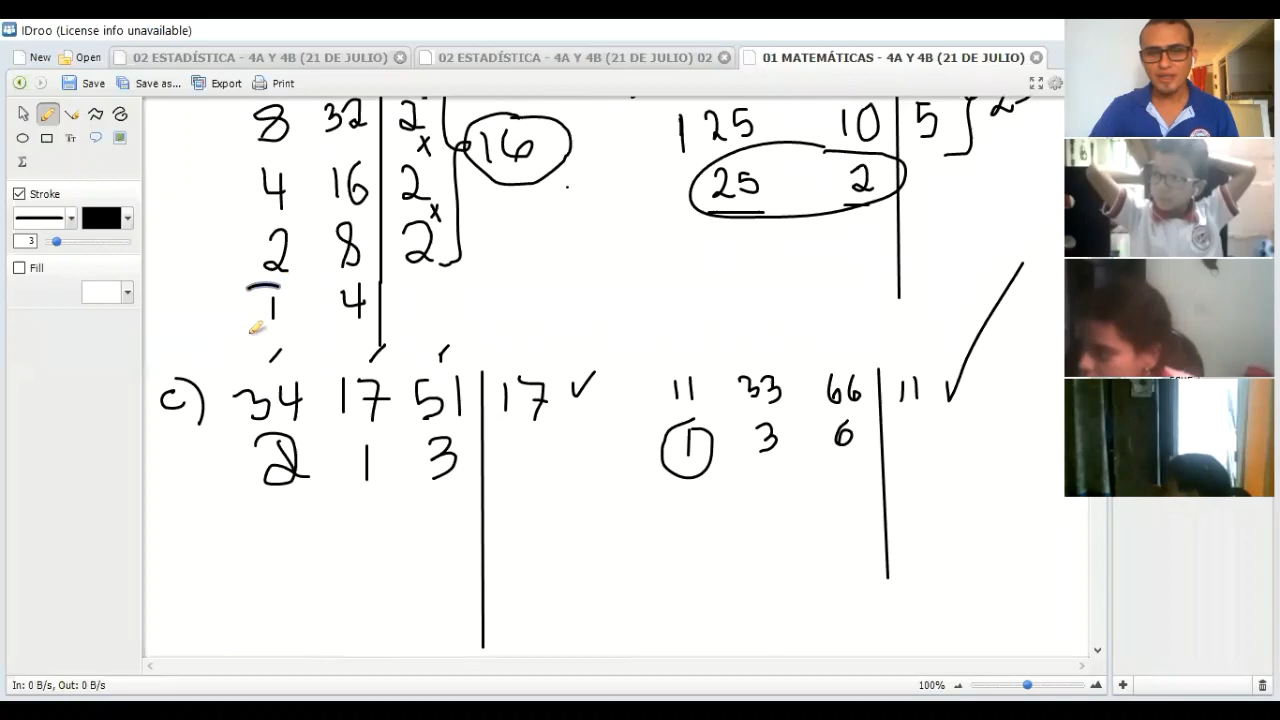 IDroo (License info unavailable)
New Open 02 ESTADÍSTICA - 4A Y 4B (21 DE JULIO) 02 ESTADÍSTICA - 4A Y 4B (21 DE JULIO) 02 01 MATEMÁTICAS - 4A Y 4B (21 DE JULIO)
Save Save as... Export Print
Tr
Σ
Stroke
3
Fill
8 32 2
x
16
4 16 2
x
2 8 2
1 4
125 10 5
25 2
c) 34 17 51 17 ✓
2 1 3
11 33 66 11 ✓
1 3 6
In: 0 B/s, Out: 0 B/s
100%